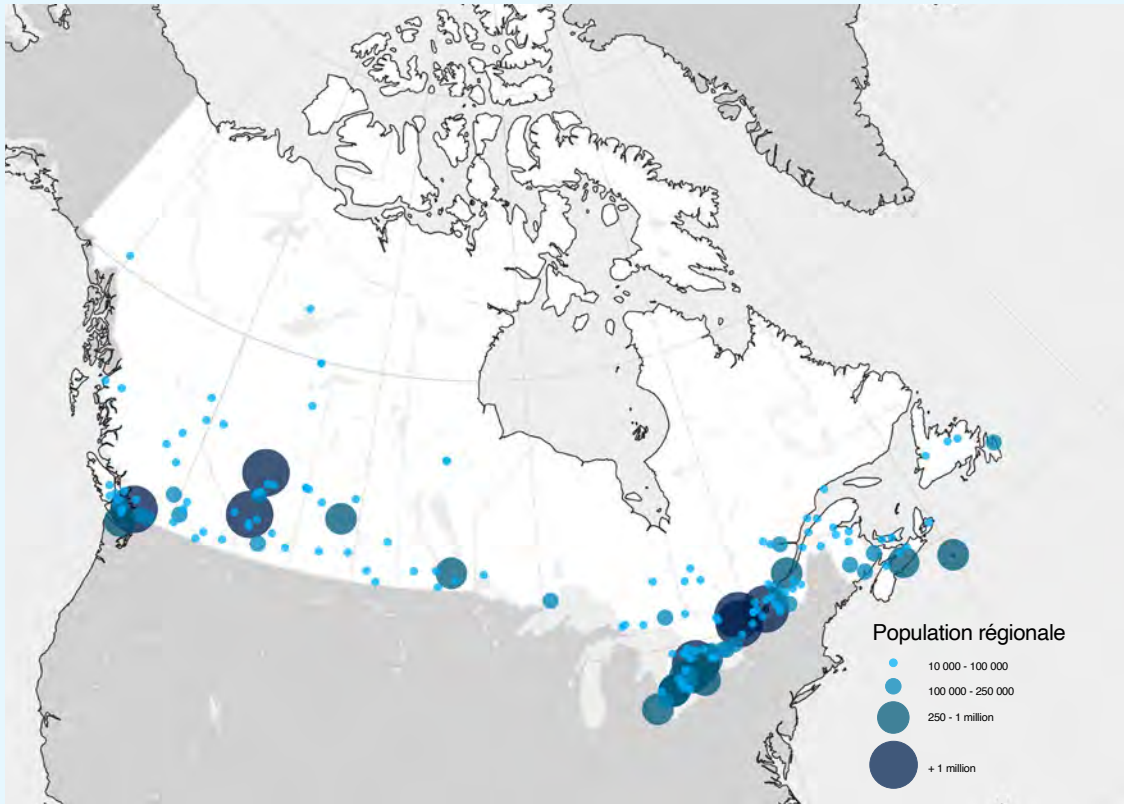 Population régionale
10 000 - 100 000
100 000 - 250 000
250 - 1 million
+ 1 million